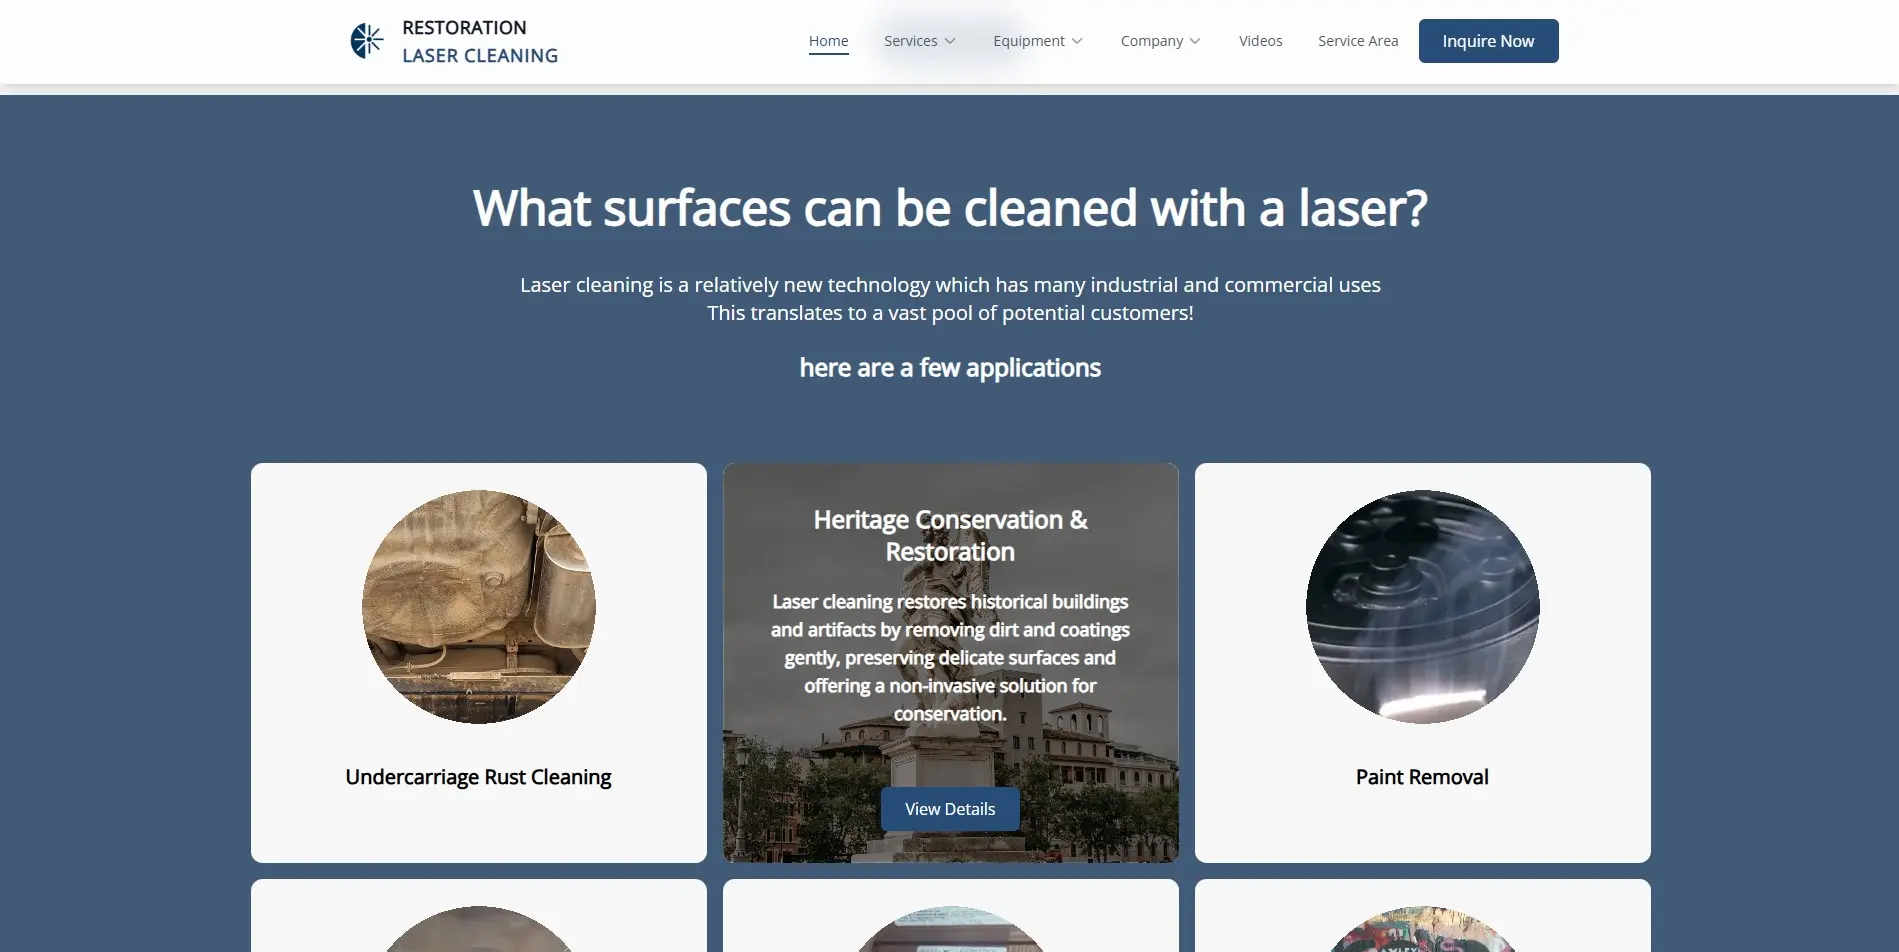 RESTORATION
LASER CLEANING
Home
Services
Equipment
Company
Videos
Service Area
Inquire Now
What surfaces can be cleaned with a laser?
Laser cleaning is a relatively new technology which has many industrial and commercial uses
This translates to a vast pool of potential customers!
here are a few applications
Undercarriage Rust Cleaning
Heritage Conservation &
Restoration
Laser cleaning restores historical buildings
and artifacts by removing dirt and coatings
gently, preserving delicate surfaces and
offering a non-invasive solution for
conservation.
View Details
Paint Removal